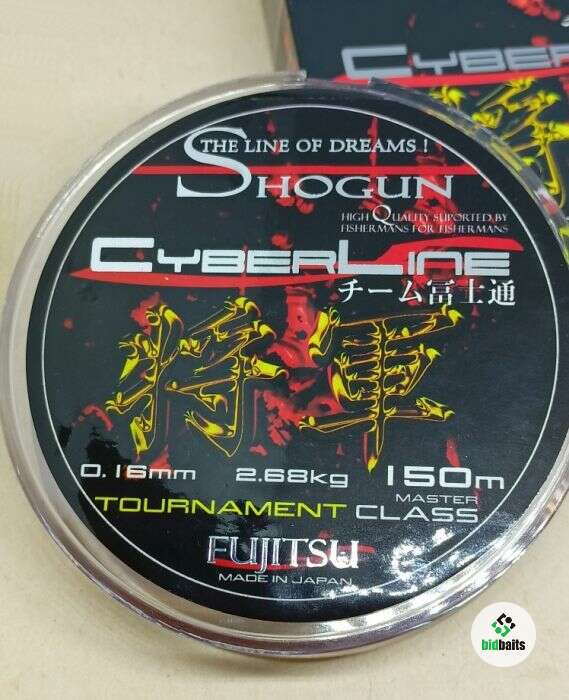 CYBER
THE LINE OF DREAMS !
SHOGUN
HIGH QUALITY SUPORTED BY
FISHERMANS FOR FISHERMANS
CYBERLINE
チーム冨士通
将軍
0.16mm 2.68kg 150m
MASTER
TOURNAMENT CLASS
FUJITSU
MADE IN JAPAN
bidbaits